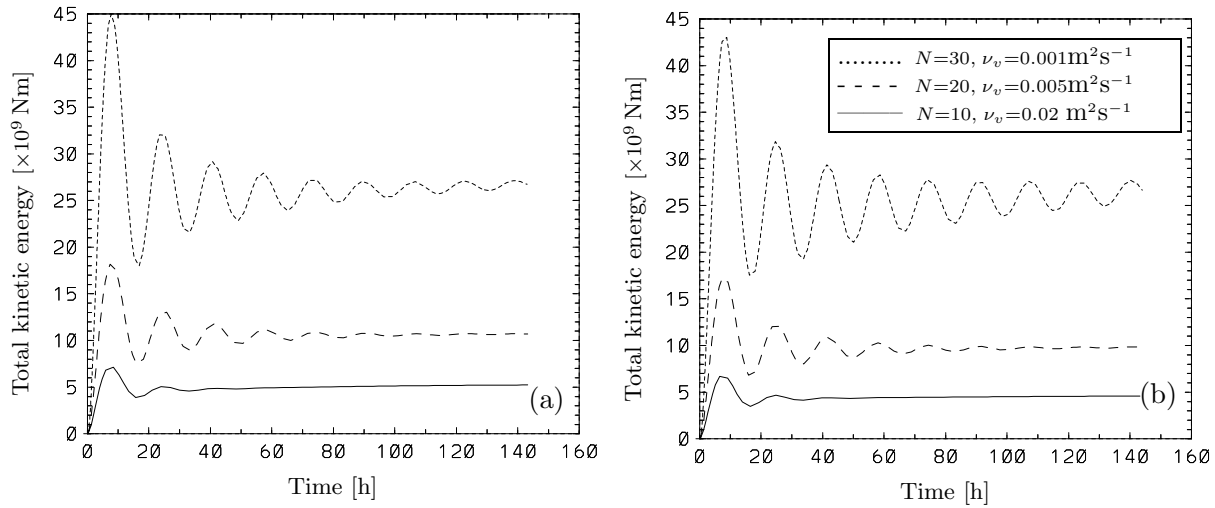 45
40
35
30
25
20
15
10
5
0
Total kinetic energy [×10⁹ Nm]
0 20 40 60 80 100 120 140 160
Time [h]
(a)
45
40
35
30
25
20
15
10
5
0
Total kinetic energy [×10⁹ Nm]
N=30, νᵥ=0.001m²s⁻¹
N=20, νᵥ=0.005m²s⁻¹
N=10, νᵥ=0.02 m²s⁻¹
0 20 40 60 80 100 120 140 160
Time [h]
(b)